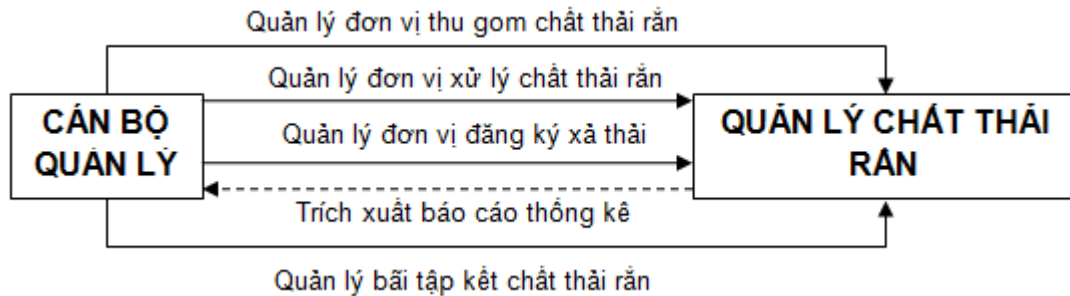 Quản lý đơn vị thu gom chất thải rắn
Quản lý đơn vị xử lý chất thải rắn
CÁN BỘ
QUẢN LÝ
Quản lý đơn vị đăng ký xả thải
QUẢN LÝ CHẤT THẢI
RẮN
Trích xuất báo cáo thống kê
Quản lý bãi tập kết chất thải rắn